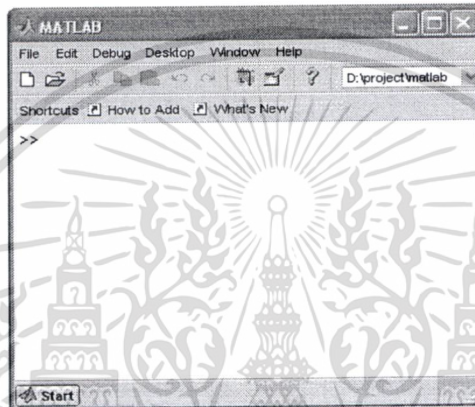 MATLAB
File Edit Debug Desktop Window Help
? D:\project\matlab
Shortcuts How to Add What's New
>>
Start